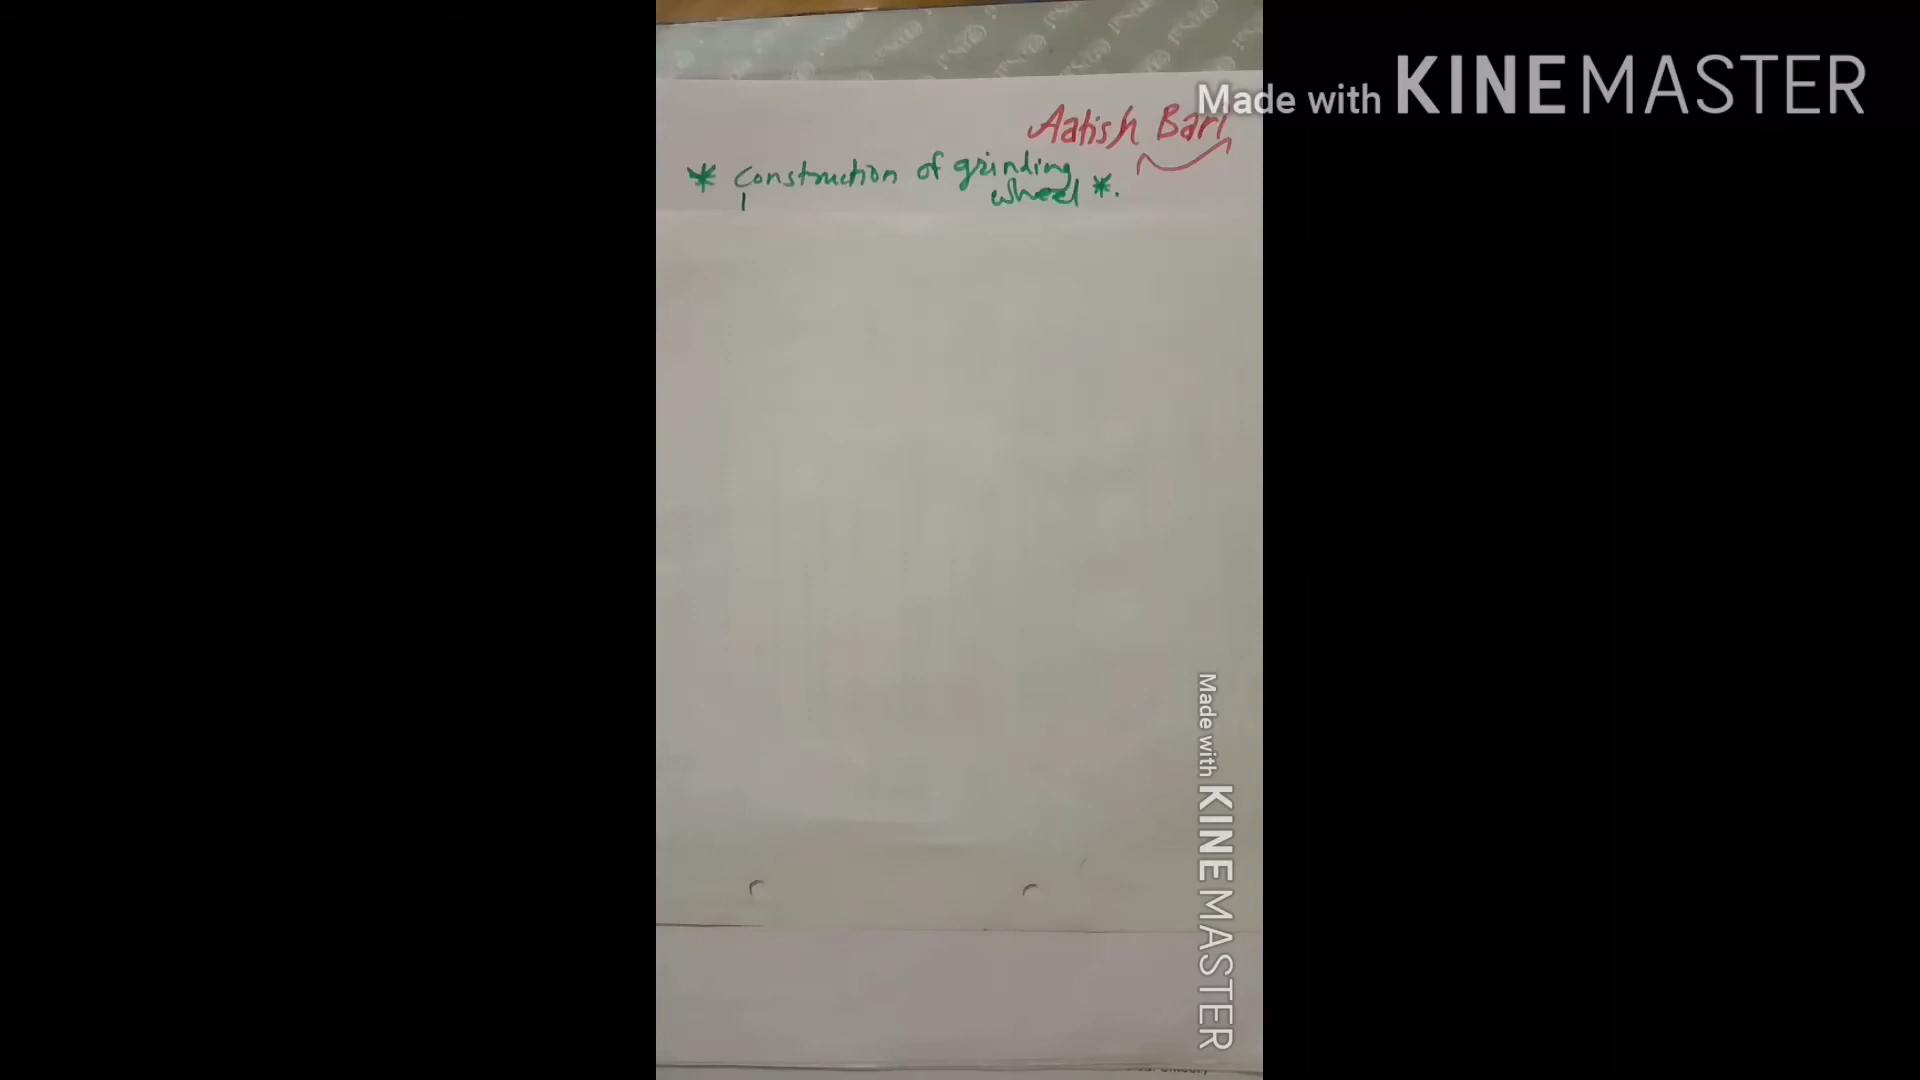 Made with KINEMASTER
Aatish Bari
* Construction of grinding
wheel *.
Made with KINEMASTER